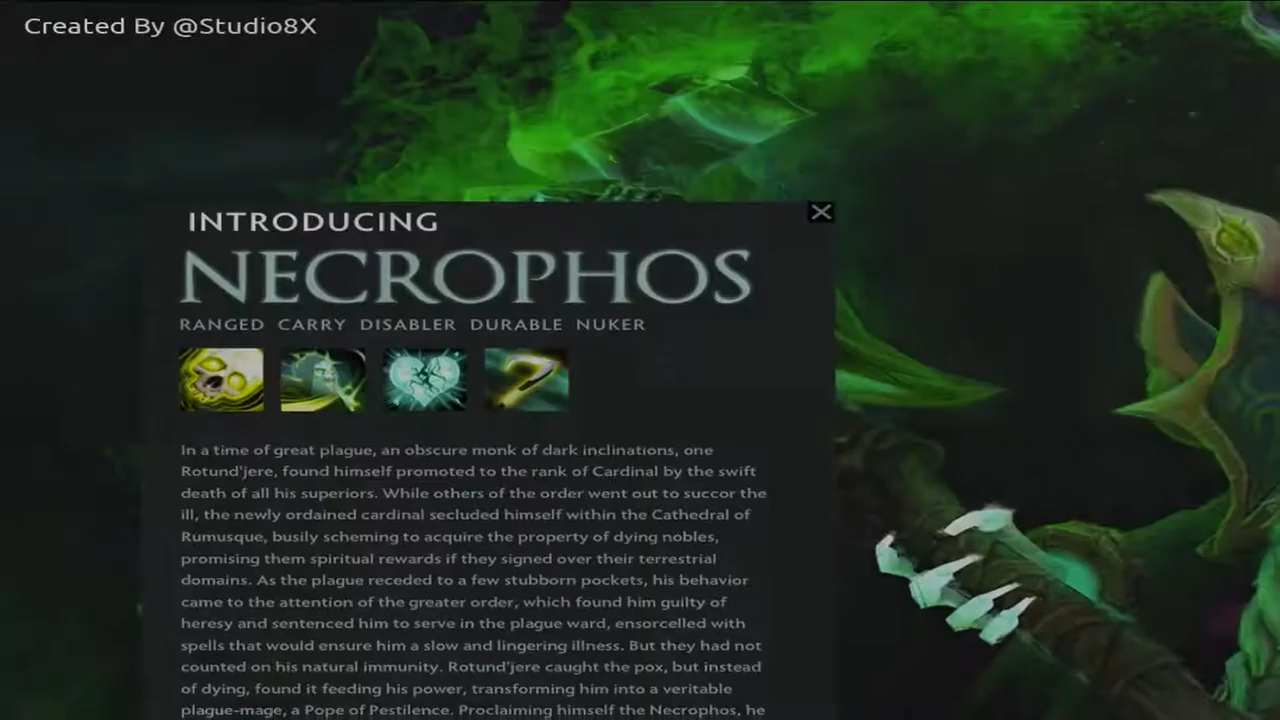 Created By @Studio8X
INTRODUCING
NECROPHOS
RANGED CARRY DISABLER DURABLE NUKER
In a time of great plague, an obscure monk of dark inclinations, one
Rotund'jere, found himself promoted to the rank of Cardinal by the swift
death of all his superiors. While others of the order went out to succor the
ill, the newly ordained cardinal secluded himself within the Cathedral of
Rumusque, busily scheming to acquire the property of dying nobles,
promising them spiritual rewards if they signed over their terrestrial
domains. As the plague receded to a few stubborn pockets, his behavior
came to the attention of the greater order, which found him guilty of
heresy and sentenced him to serve in the plague ward, ensorcelled with
spells that would ensure him a slow and lingering illness. But they had not
counted on his natural immunity. Rotund'jere caught the pox, but instead
of dying, found it feeding his power, transforming him into a veritable
plague-mage, a Pope of Pestilence. Proclaiming himself the Necrophos, he